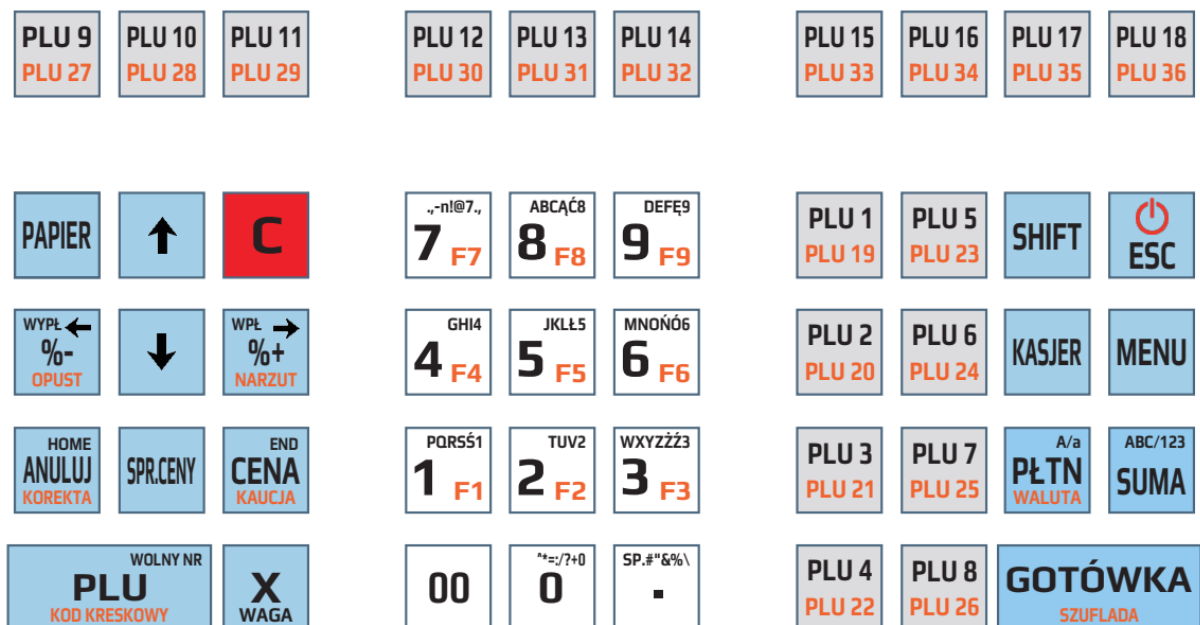 PLU 9 PLU 10 PLU 11 PLU 12 PLU 13 PLU 14 PLU 15 PLU 16 PLU 17 PLU 18
PLU 27 PLU 28 PLU 29 PLU 30 PLU 31 PLU 32 PLU 33 PLU 34 PLU 35 PLU 36
.,-n!@7., ABCĄĆ8 DEFĘ9
PAPIER ↑ C 7 F7 8 F8 9 F9 PLU 1 PLU 5 SHIFT ESC
PLU 19 PLU 23
WYPŁ ← WPŁ → GHI4 JKLŁ5 MNOŃÓ6
%- ↓ %+ 4 F4 5 F5 6 F6 PLU 2 PLU 6 KASJER MENU
OPUST NARZUT PLU 20 PLU 24
HOME END PQRSŚ1 TUV2 WXYZŻŹ3 A/a ABC/123
ANULUJ SPR.CENY CENA 1 F1 2 F2 3 F3 PLU 3 PLU 7 PŁTN SUMA
KOREKTA KAUCJA PLU 21 PLU 25 WALUTA
WOLNY NR ^*=:/?+0 SP.#"&%\
PLU X 00 0 . PLU 4 PLU 8 GOTÓWKA
KOD KRESKOWY WAGA PLU 22 PLU 26 SZUFLADA